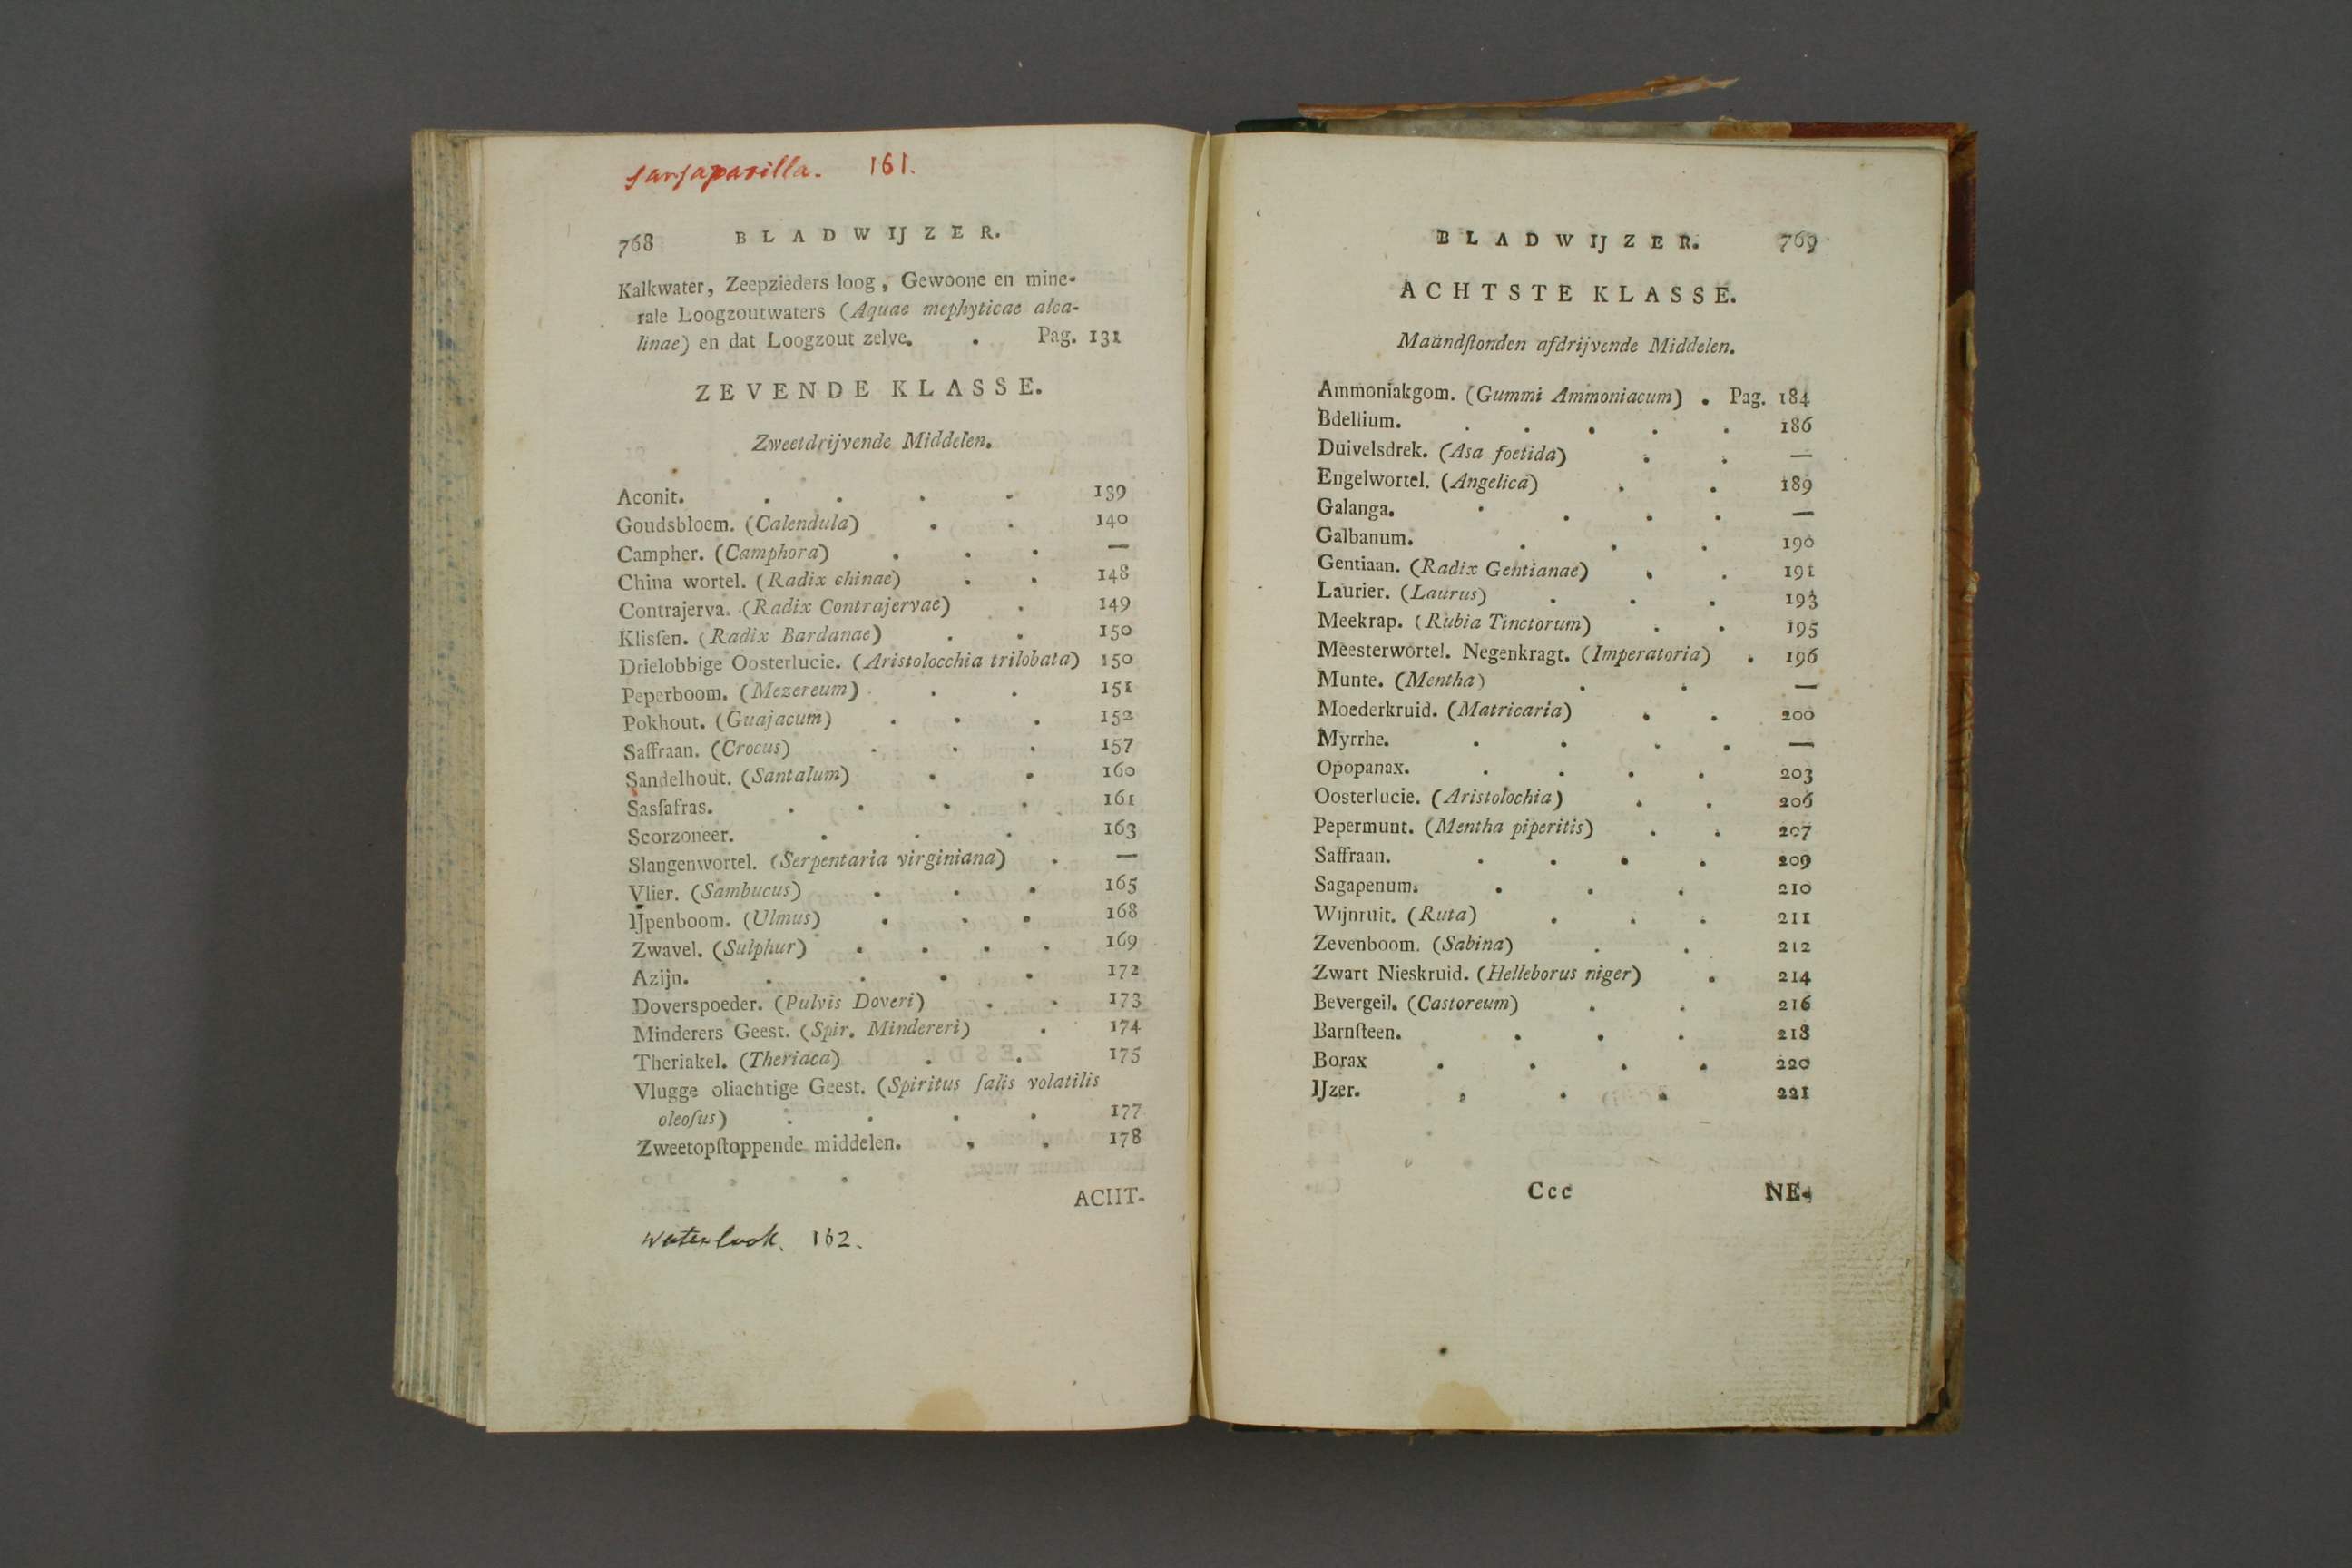 sarsaparilla. 161.
768 BLADWIJZER.
Kalkwater, Zeepzieders loog, Gewoone en mine-
rale Loogzoutwaters (Aquae mephyticae alca-
linae) en dat Loogzout zelve. . Pag. 131
ZEVENDE KLASSE.
Zweetdrijvende Middelen.
Aconit. . . . . 139
Goudsbloem. (Calendula) . . 140
Campher. (Camphora) . . . —
China wortel. (Radix chinae) . . 148
Contrajerva. (Radix Contrajervae) . 149
Klisſen. (Radix Bardanae) . . 150
Drielobbige Oosterlucie. (Aristolocchia trilobata) 150
Peperboom. (Mezereum) . . . 151
Pokhout. (Guajacum) . . . 152
Saffraan. (Crocus) . . . 157
Sandelhout. (Santalum) . . 160
Sasſafras. . . . . 161
Scorzoneer. . . . 163
Slangenwortel. (Serpentaria virginiana) . —
Vlier. (Sambucus) . . . 165
IJpenboom. (Ulmus) . . . 168
Zwavel. (Sulphur) . . . . 169
Azijn. . . . . 172
Doverspoeder. (Pulvis Doveri) . . 173
Minderers Geest. (Spir. Mindereri) . 174
Theriakel. (Theriaca) . . 175
Vlugge oliachtige Geest. (Spiritus ſalis volatilis
oleoſus) . . . . 177
Zweetopſtoppende middelen. . . 178
ACHT-
waterlook. 162.
BLADWIJZER. 769
ACHTSTE KLASSE.
Maandſtonden afdrijvende Middelen.
Ammoniakgom. (Gummi Ammoniacum) . Pag. 184
Bdellium. . . . . . 186
Duivelsdrek. (Asa foetida) . . —
Engelwortel. (Angelica) . . 189
Galanga. . . . . —
Galbanum. . . . 190
Gentiaan. (Radix Gentianae) . . 191
Laurier. (Laurus) . . . 193
Meekrap. (Rubia Tinctorum) . . 195
Meesterwortel. Negenkragt. (Imperatoria) . 196
Munte. (Mentha) . . —
Moederkruid. (Matricaria) . . 200
Myrrhe. . . . . —
Opopanax. . . . . 203
Oosterlucie. (Aristolochia) . . 206
Pepermunt. (Mentha piperitis) . . 207
Saffraan. . . . . 209
Sagapenum. . . . 210
Wijnruit. (Ruta) . . . 211
Zevenboom. (Sabina) . . 212
Zwart Nieskruid. (Helleborus niger) . 214
Bevergeil. (Castoreum) . . 216
Barnſteen. . . . 218
Borax . . . . 220
IJzer. . . . 221
Ccc NE-